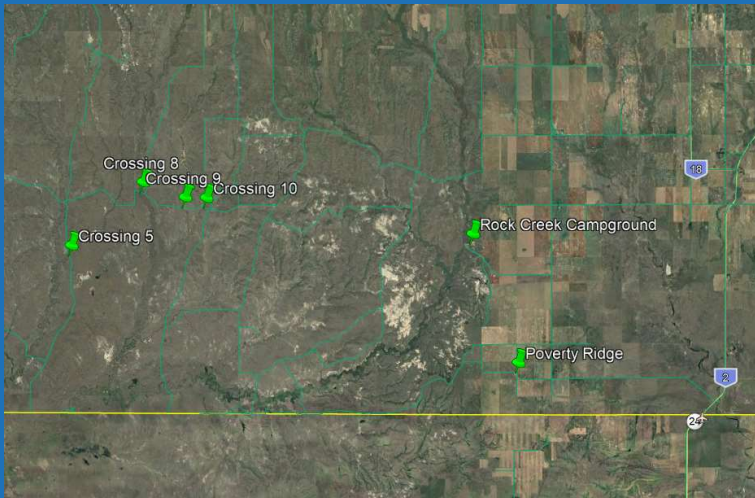 Crossing 8
Crossing 9
Crossing 10
18
Rock Creek Campground
Crossing 5
Poverty Ridge
2
24